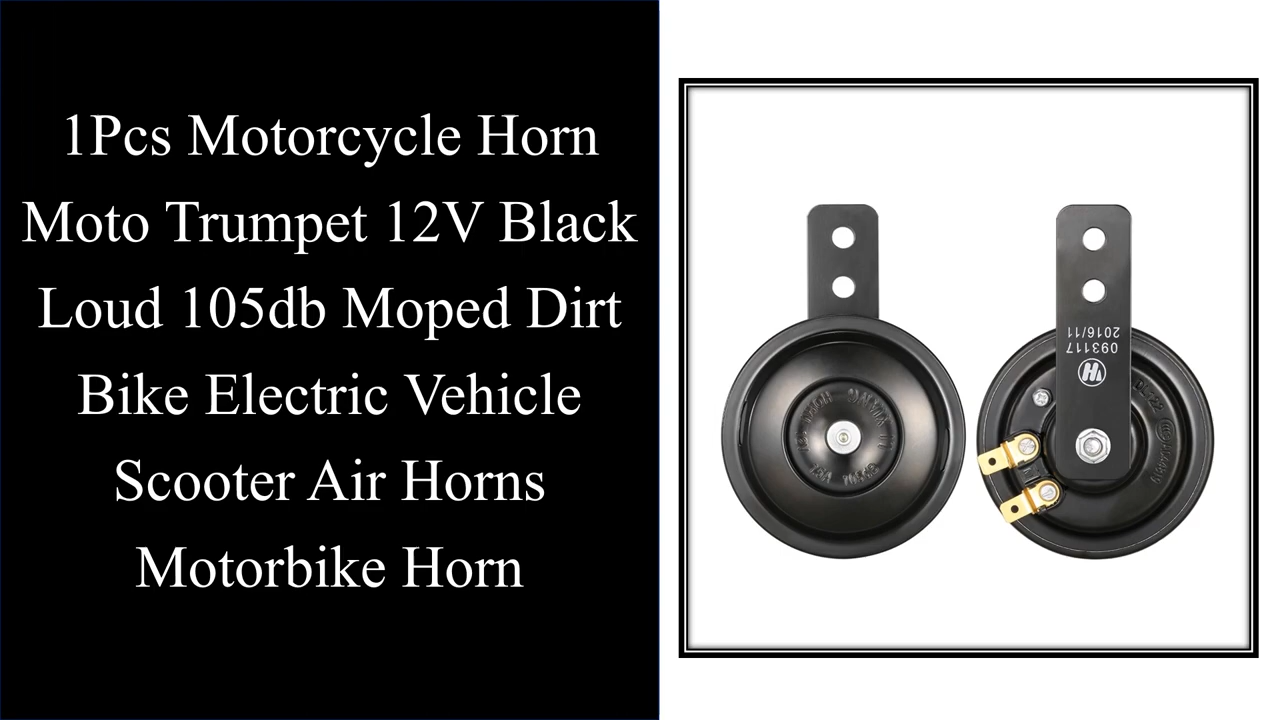 1Pcs Motorcycle Horn
Moto Trumpet 12V Black
Loud 105db Moped Dirt
Bike Electric Vehicle
Scooter Air Horns
Motorbike Horn
093117
2016/11